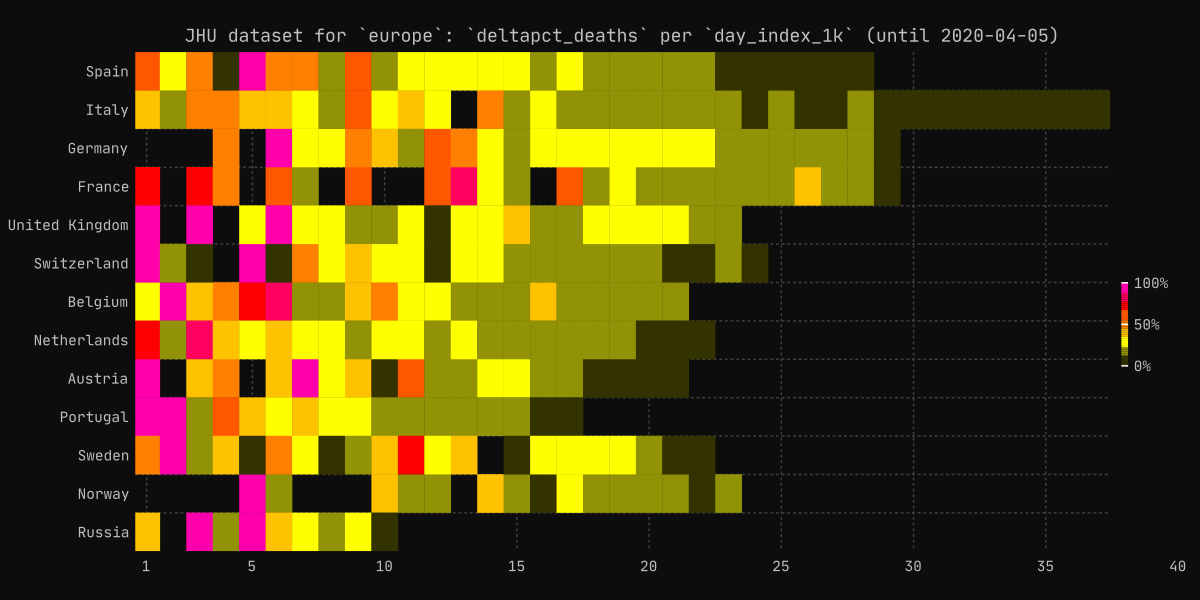 JHU dataset for `europe`: `deltapct_deaths` per `day_index_1k` (until 2020-04-05)
Spain
Italy
Germany
France
United Kingdom
Switzerland
Belgium
Netherlands
Austria
Portugal
Sweden
Norway
Russia
100%
50%
0%
1 5 10 15 20 25 30 35 40